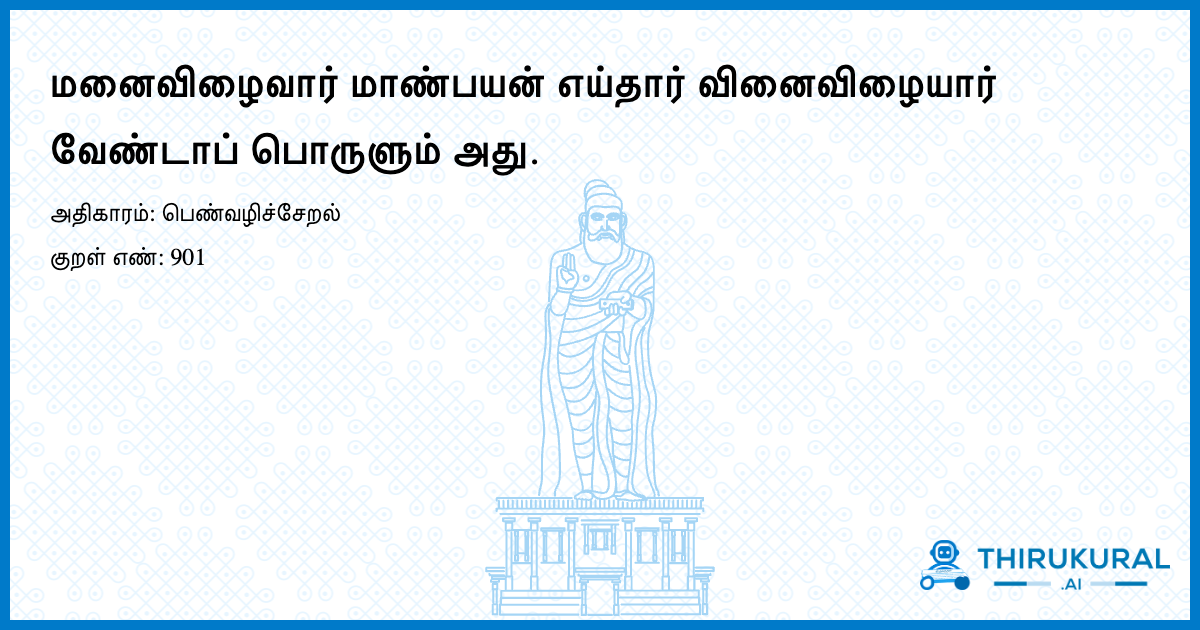 மனைவிழைவார் மாண்பயன் எய்தார் வினைவிழையார்
வேண்டாப் பொருளும் அது.
அதிகாரம்: பெண்வழிச்சேறல்
குறள் எண்: 901
THIRUKURAL
.AI